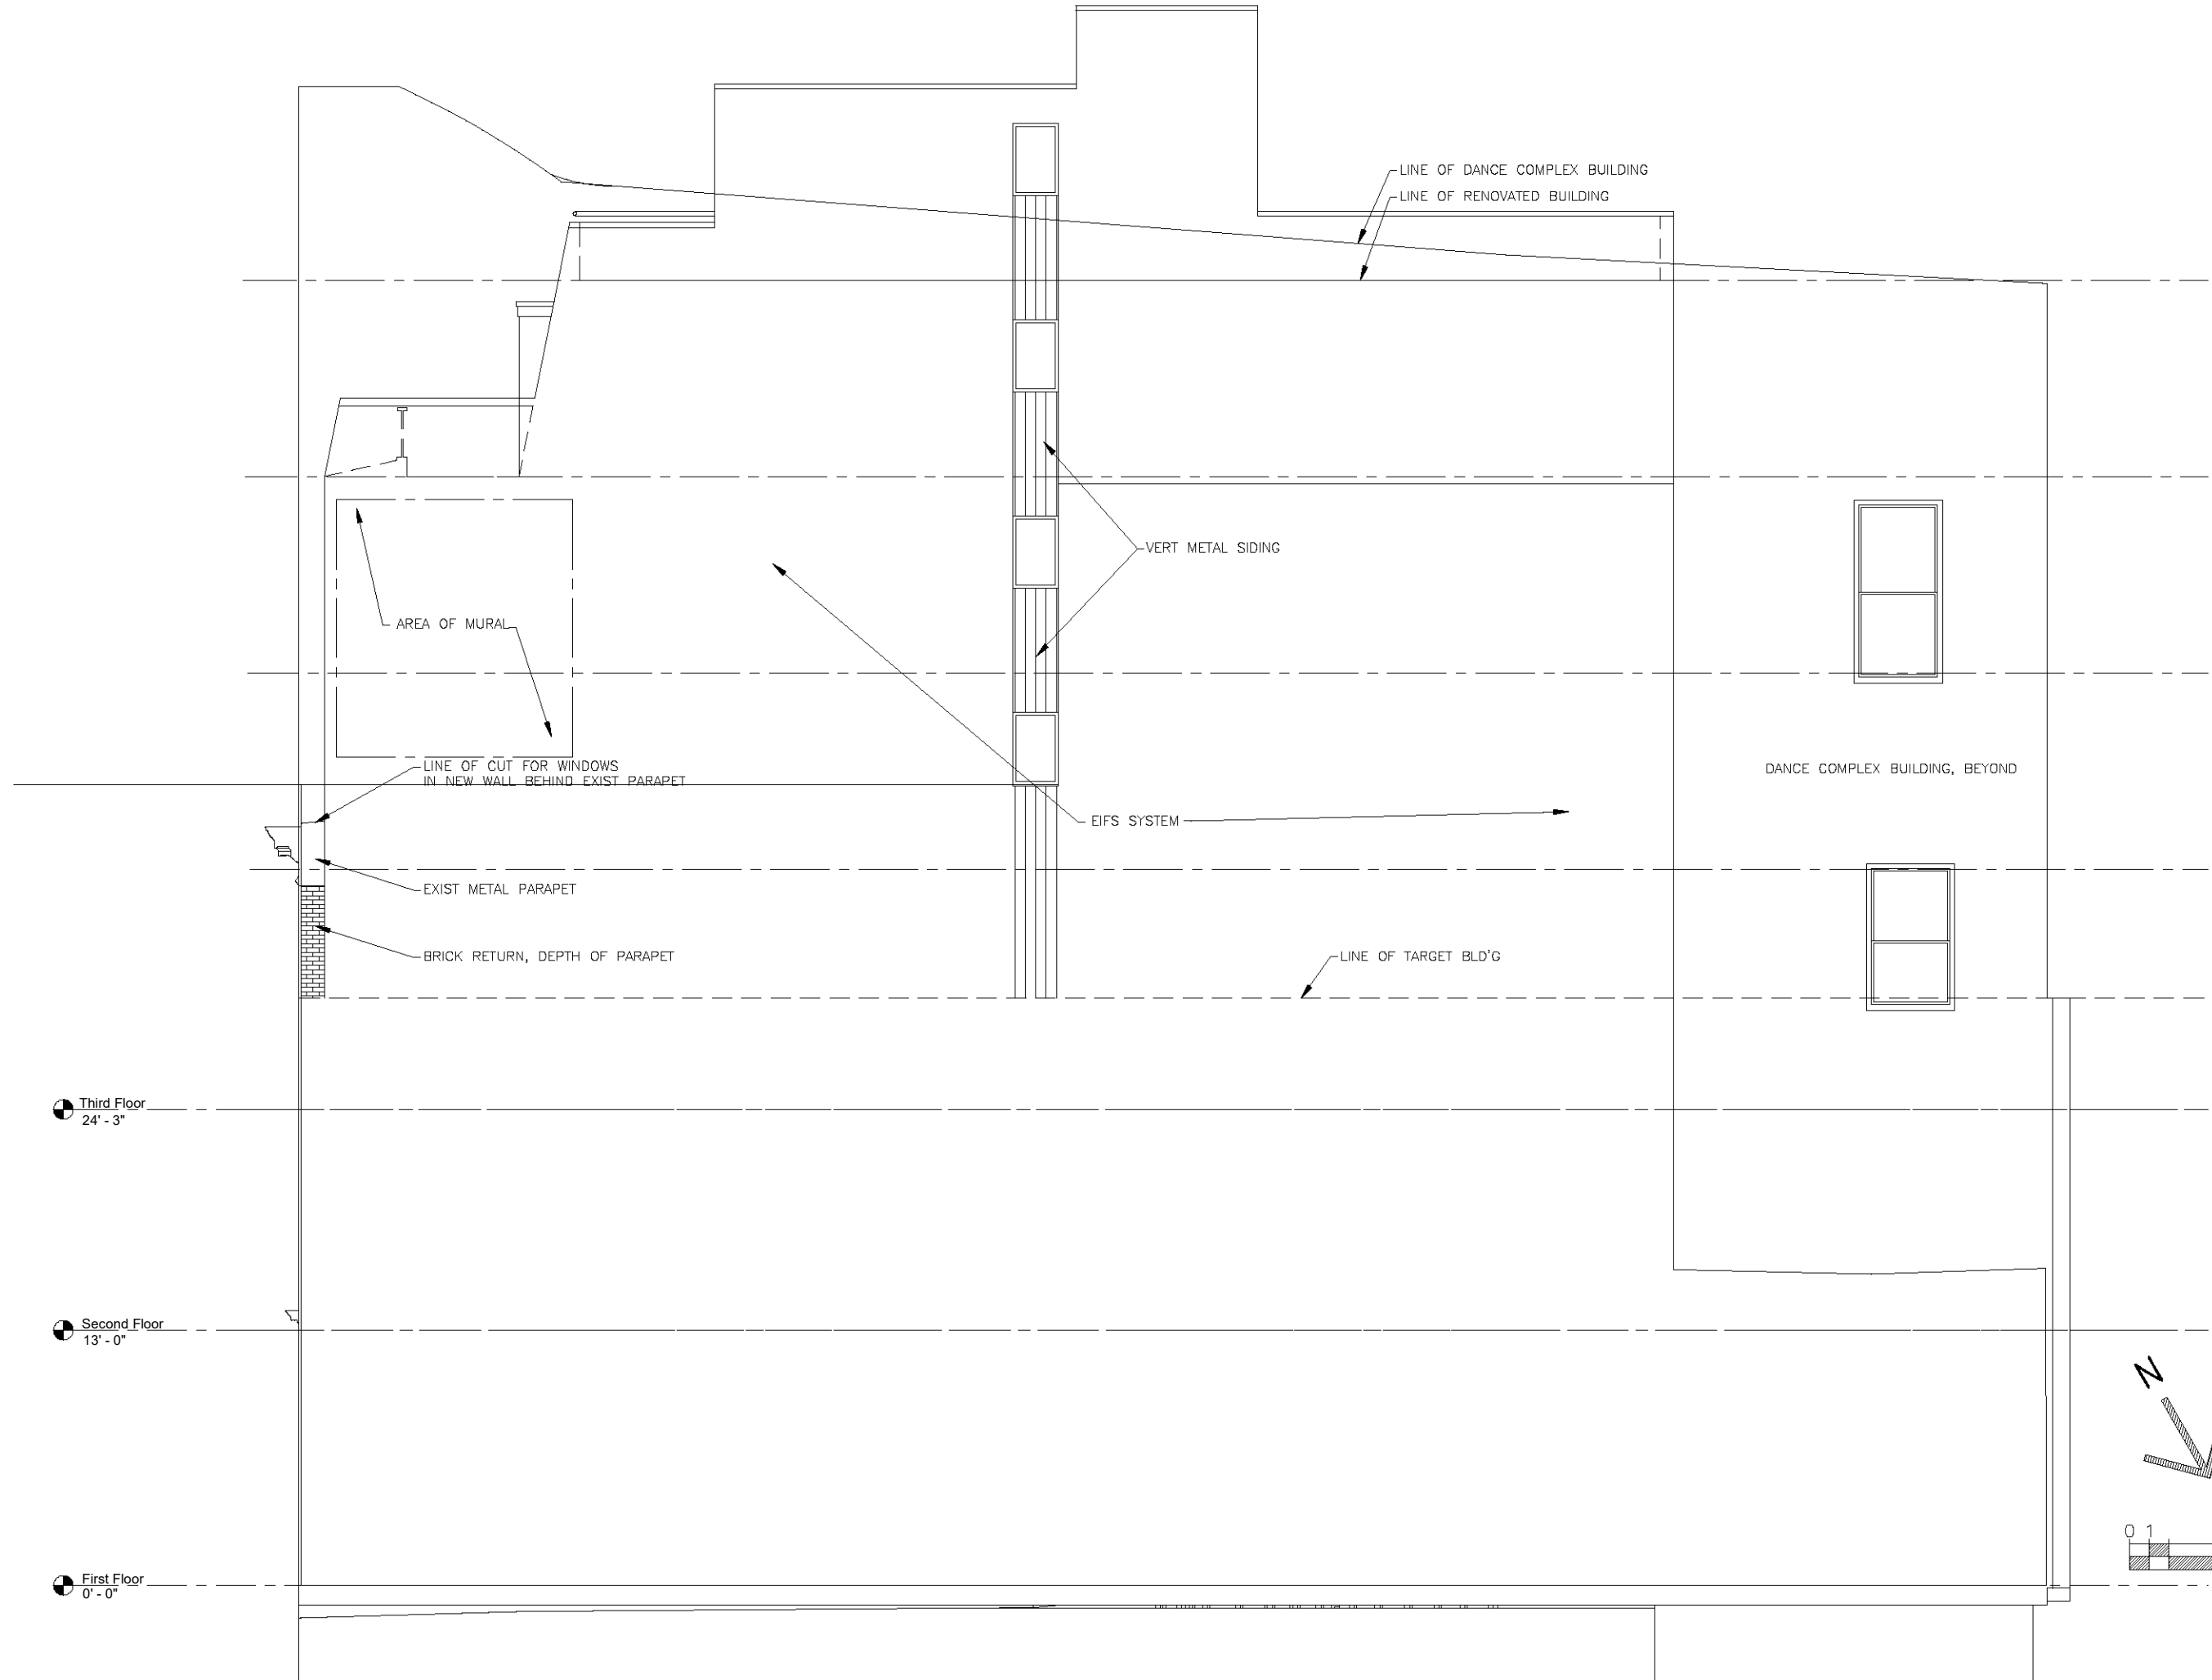 LINE OF DANCE COMPLEX BUILDING
LINE OF RENOVATED BUILDING
VERT METAL SIDING
AREA OF MURAL
LINE OF CUT FOR WINDOWS
IN NEW WALL BEHIND EXIST PARAPET
DANCE COMPLEX BUILDING, BEYOND
EIFS SYSTEM
EXIST METAL PARAPET
BRICK RETURN, DEPTH OF PARAPET
LINE OF TARGET BLD'G
Third Floor
24' - 3"
Second Floor
13' - 0"
N
0 1
First Floor
0' - 0"